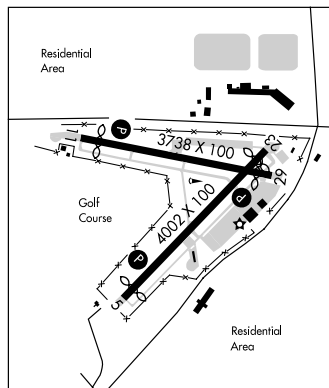 Residential
Area
P
11
3738 X 100
23
29
P
Golf
Course
4002 X 100
P
5
Residential
Area